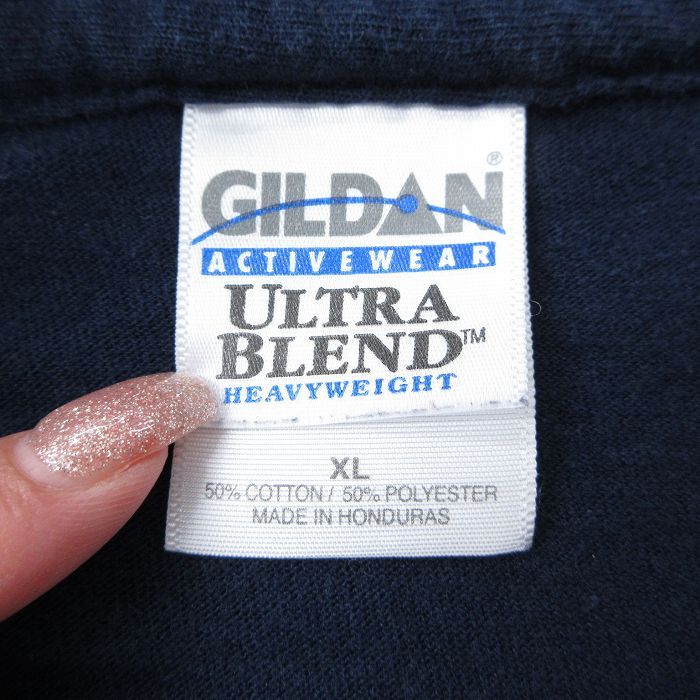 GILDAN®
ACTIVEWEAR
ULTRA
BLEND™
HEAVYWEIGHT
XL
50% COTTON / 50% POLYESTER
MADE IN HONDURAS